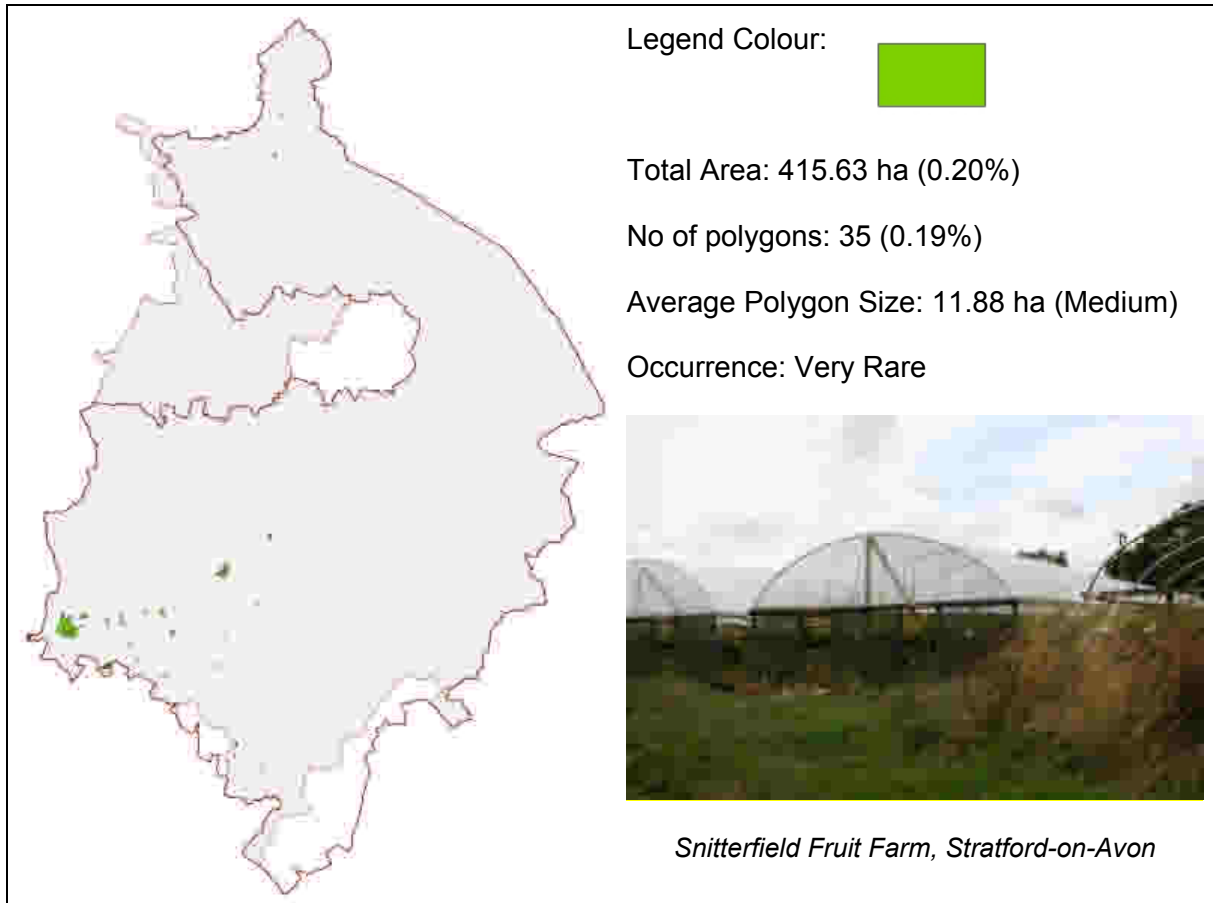 Legend Colour:
Total Area: 415.63 ha (0.20%)
No of polygons: 35 (0.19%)
Average Polygon Size: 11.88 ha (Medium)
Occurrence: Very Rare
Snitterfield Fruit Farm, Stratford-on-Avon